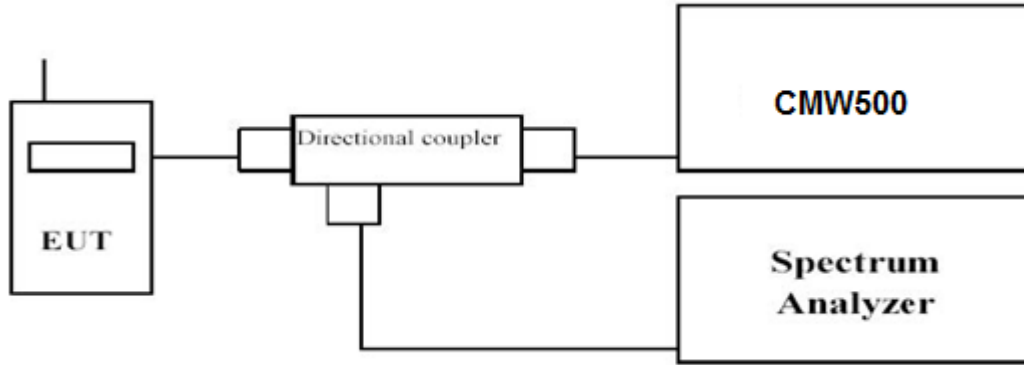 EUT
Directional coupler
CMW500
Spectrum
Analyzer